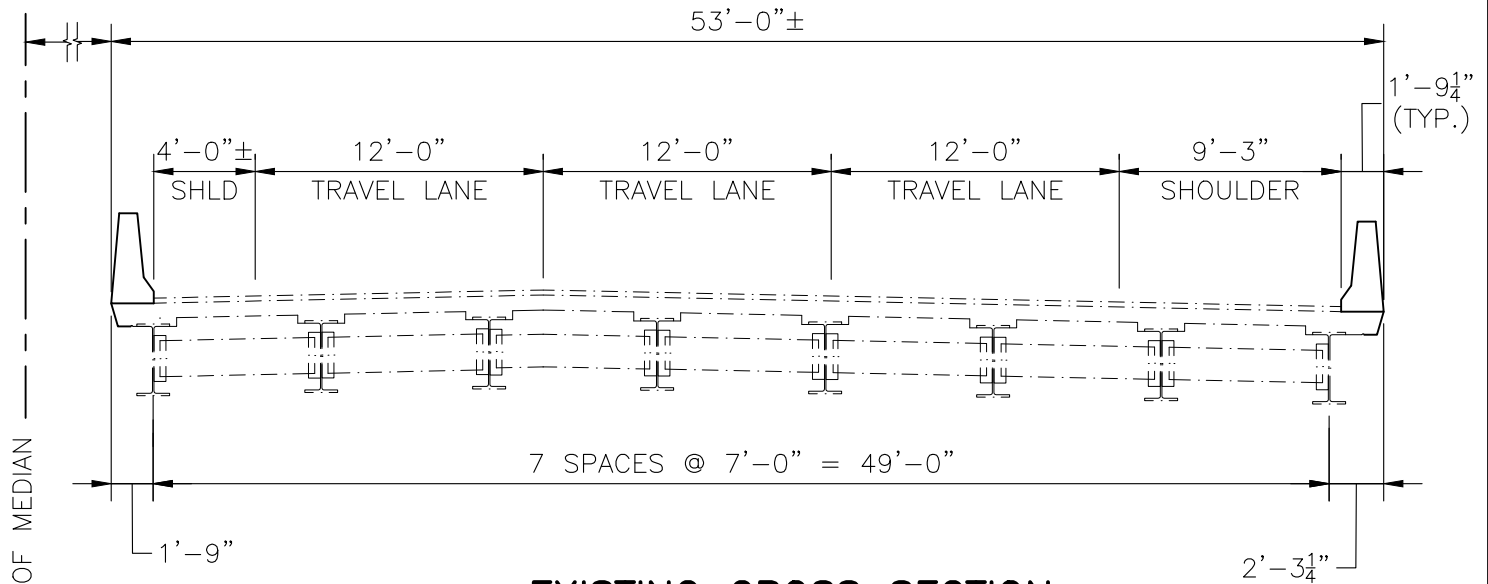 53'-0"±
1'-9¼"
(TYP.)
4'-0"± 12'-0" 12'-0" 12'-0" 9'-3"
SHLD TRAVEL LANE TRAVEL LANE TRAVEL LANE SHOULDER
7 SPACES @ 7'-0" = 49'-0"
OF MEDIAN
1'-9"
2'-3¼"
EXISTING CROSS SECTION